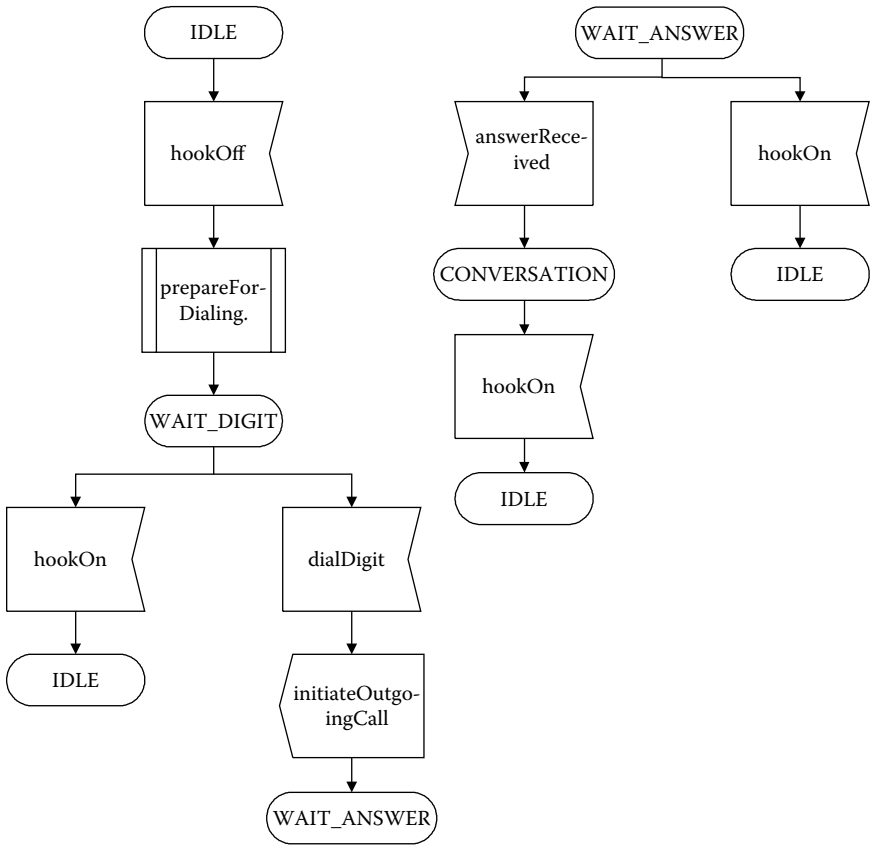 IDLE
hookOff
prepareFor-
Dialing.
WAIT_DIGIT
hookOn
IDLE
dialDigit
initiateOutgo-
ingCall
WAIT_ANSWER
WAIT_ANSWER
answerRece-
ived
CONVERSATION
hookOn
IDLE
hookOn
IDLE